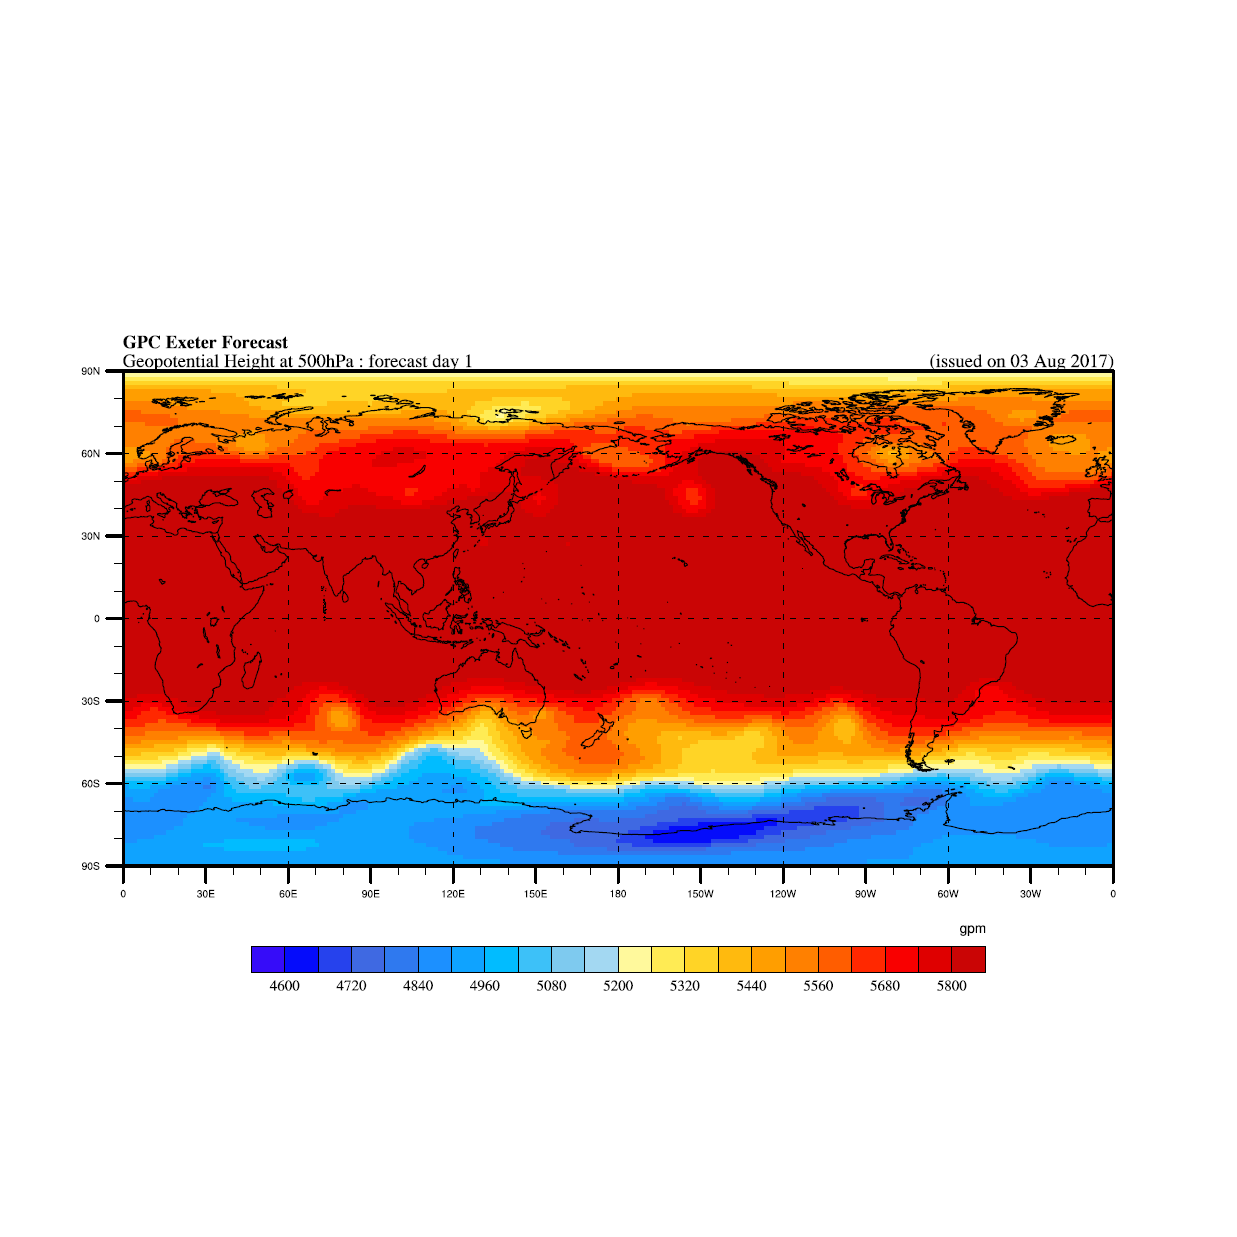 GPC Exeter Forecast
Geopotential Height at 500hPa : forecast day 1 (issued on 03 Aug 2017)
90N
60N
30N
0
30S
60S
90S
0 30E 60E 90E 120E 150E 180 150W 120W 90W 60W 30W 0
gpm
4600 4720 4840 4960 5080 5200 5320 5440 5560 5680 5800